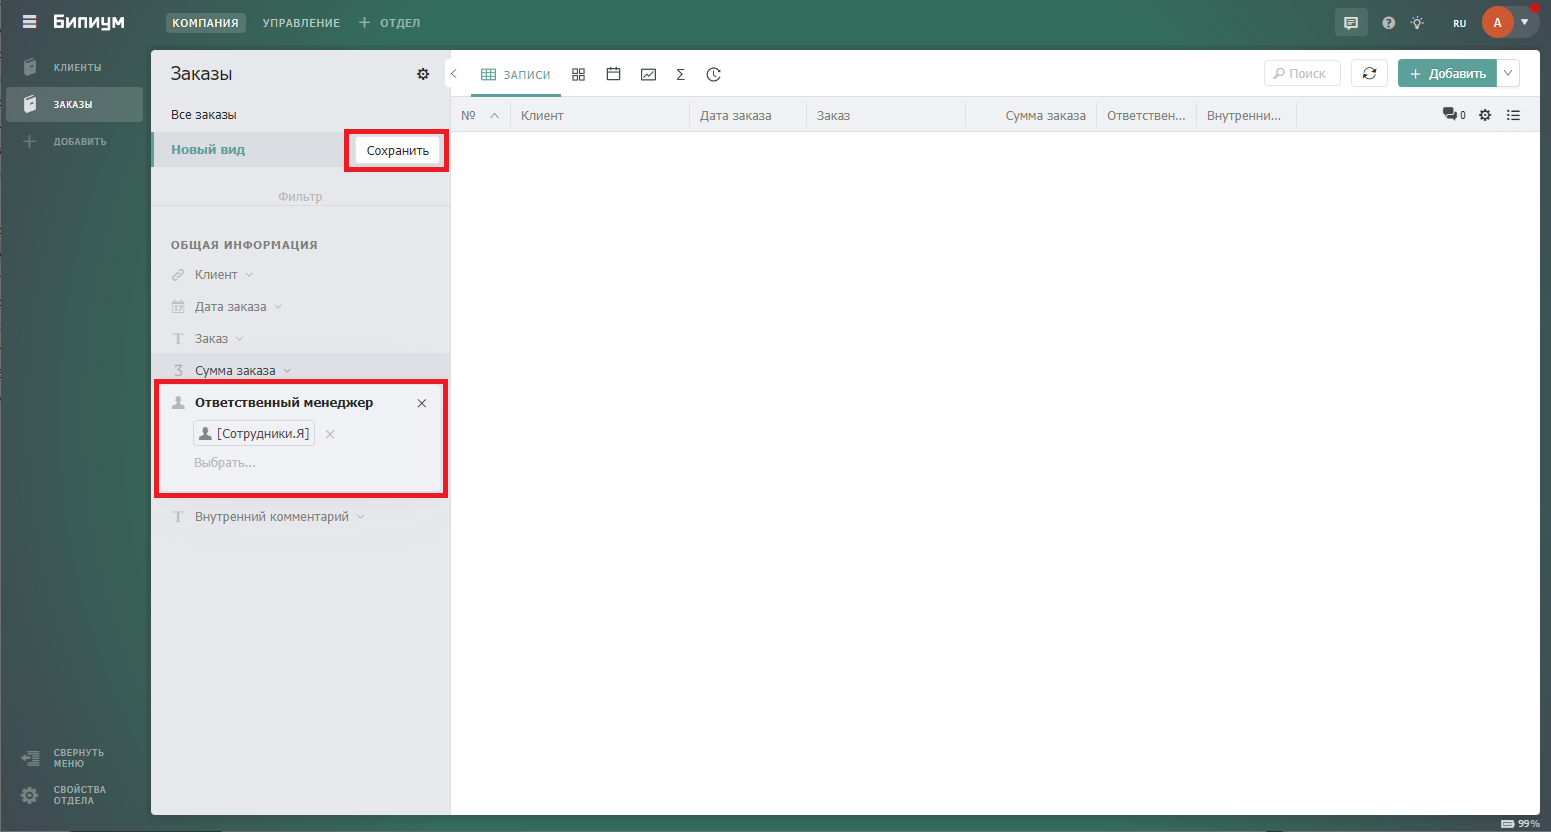 Бипиум
КОМПАНИЯ
УПРАВЛЕНИЕ
ОТДЕЛ
RU
А
КЛИЕНТЫ
ЗАКАЗЫ
ДОБАВИТЬ
Заказы
Все заказы
Новый вид
Сохранить
Фильтр
ОБЩАЯ ИНФОРМАЦИЯ
Клиент
Дата заказа
Заказ
Сумма заказа
Ответственный менеджер
[Сотрудники.Я]
Выбрать...
Внутренний комментарий
ЗАПИСИ
Поиск
Добавить
№
Клиент
Дата заказа
Заказ
Сумма заказа
Ответствен...
Внутренни...
0
СВЕРНУТЬ
МЕНЮ
СВОЙСТВА
ОТДЕЛА
99%